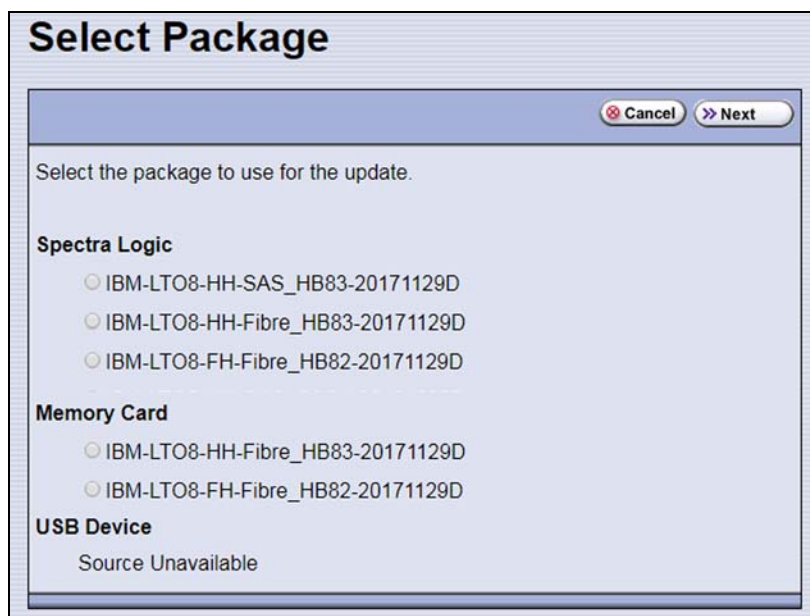 Select Package
Cancel Next
Select the package to use for the update.
Spectra Logic
IBM-LTO8-HH-SAS_HB83-20171129D
IBM-LTO8-HH-Fibre_HB83-20171129D
IBM-LTO8-FH-Fibre_HB82-20171129D
Memory Card
IBM-LTO8-HH-Fibre_HB83-20171129D
IBM-LTO8-FH-Fibre_HB82-20171129D
USB Device
Source Unavailable